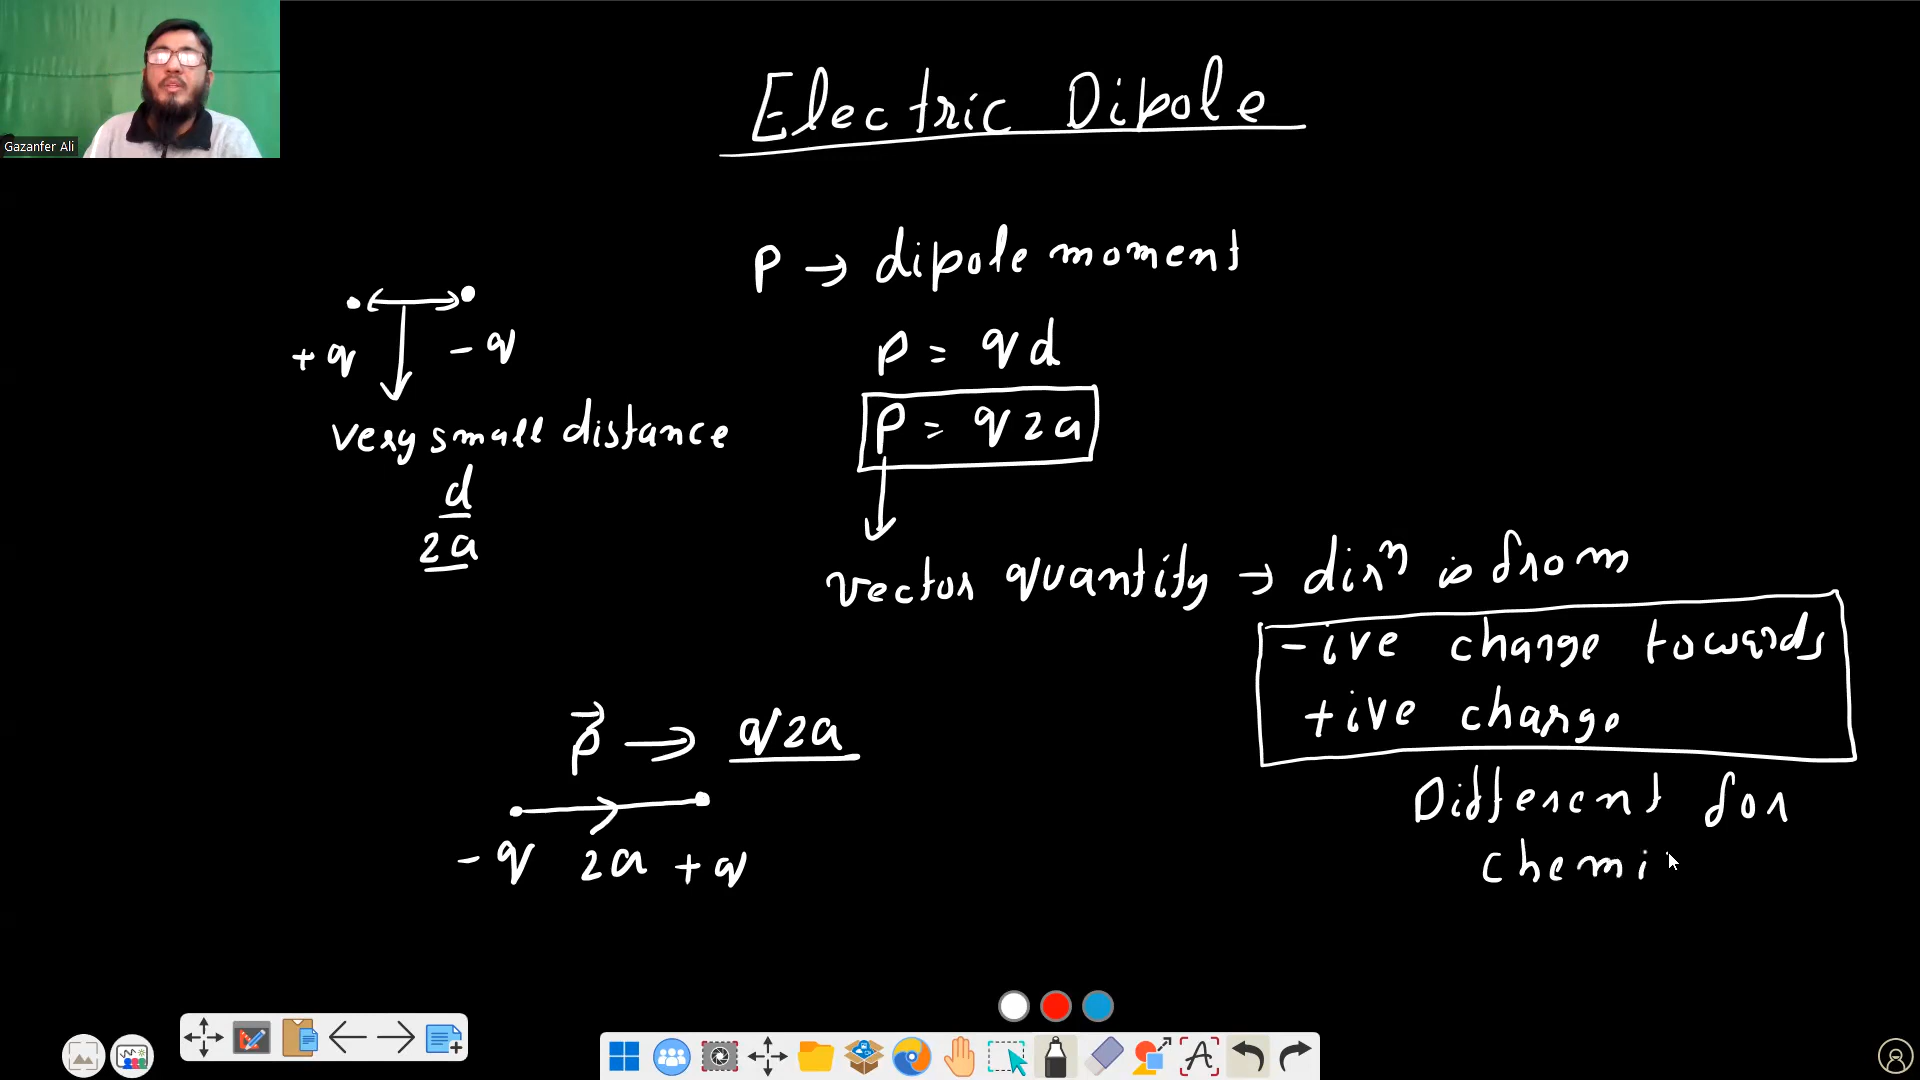 Gazanfer Ali
Electric Dipole
P → dipole moment
+q -q
very small distance
d
2a
p = qd
p = q2a
vector quantity → dirⁿ is from
-ive charge towards
+ive charge
Different for
chemi
p⃗ → q2a
-q 2a +q